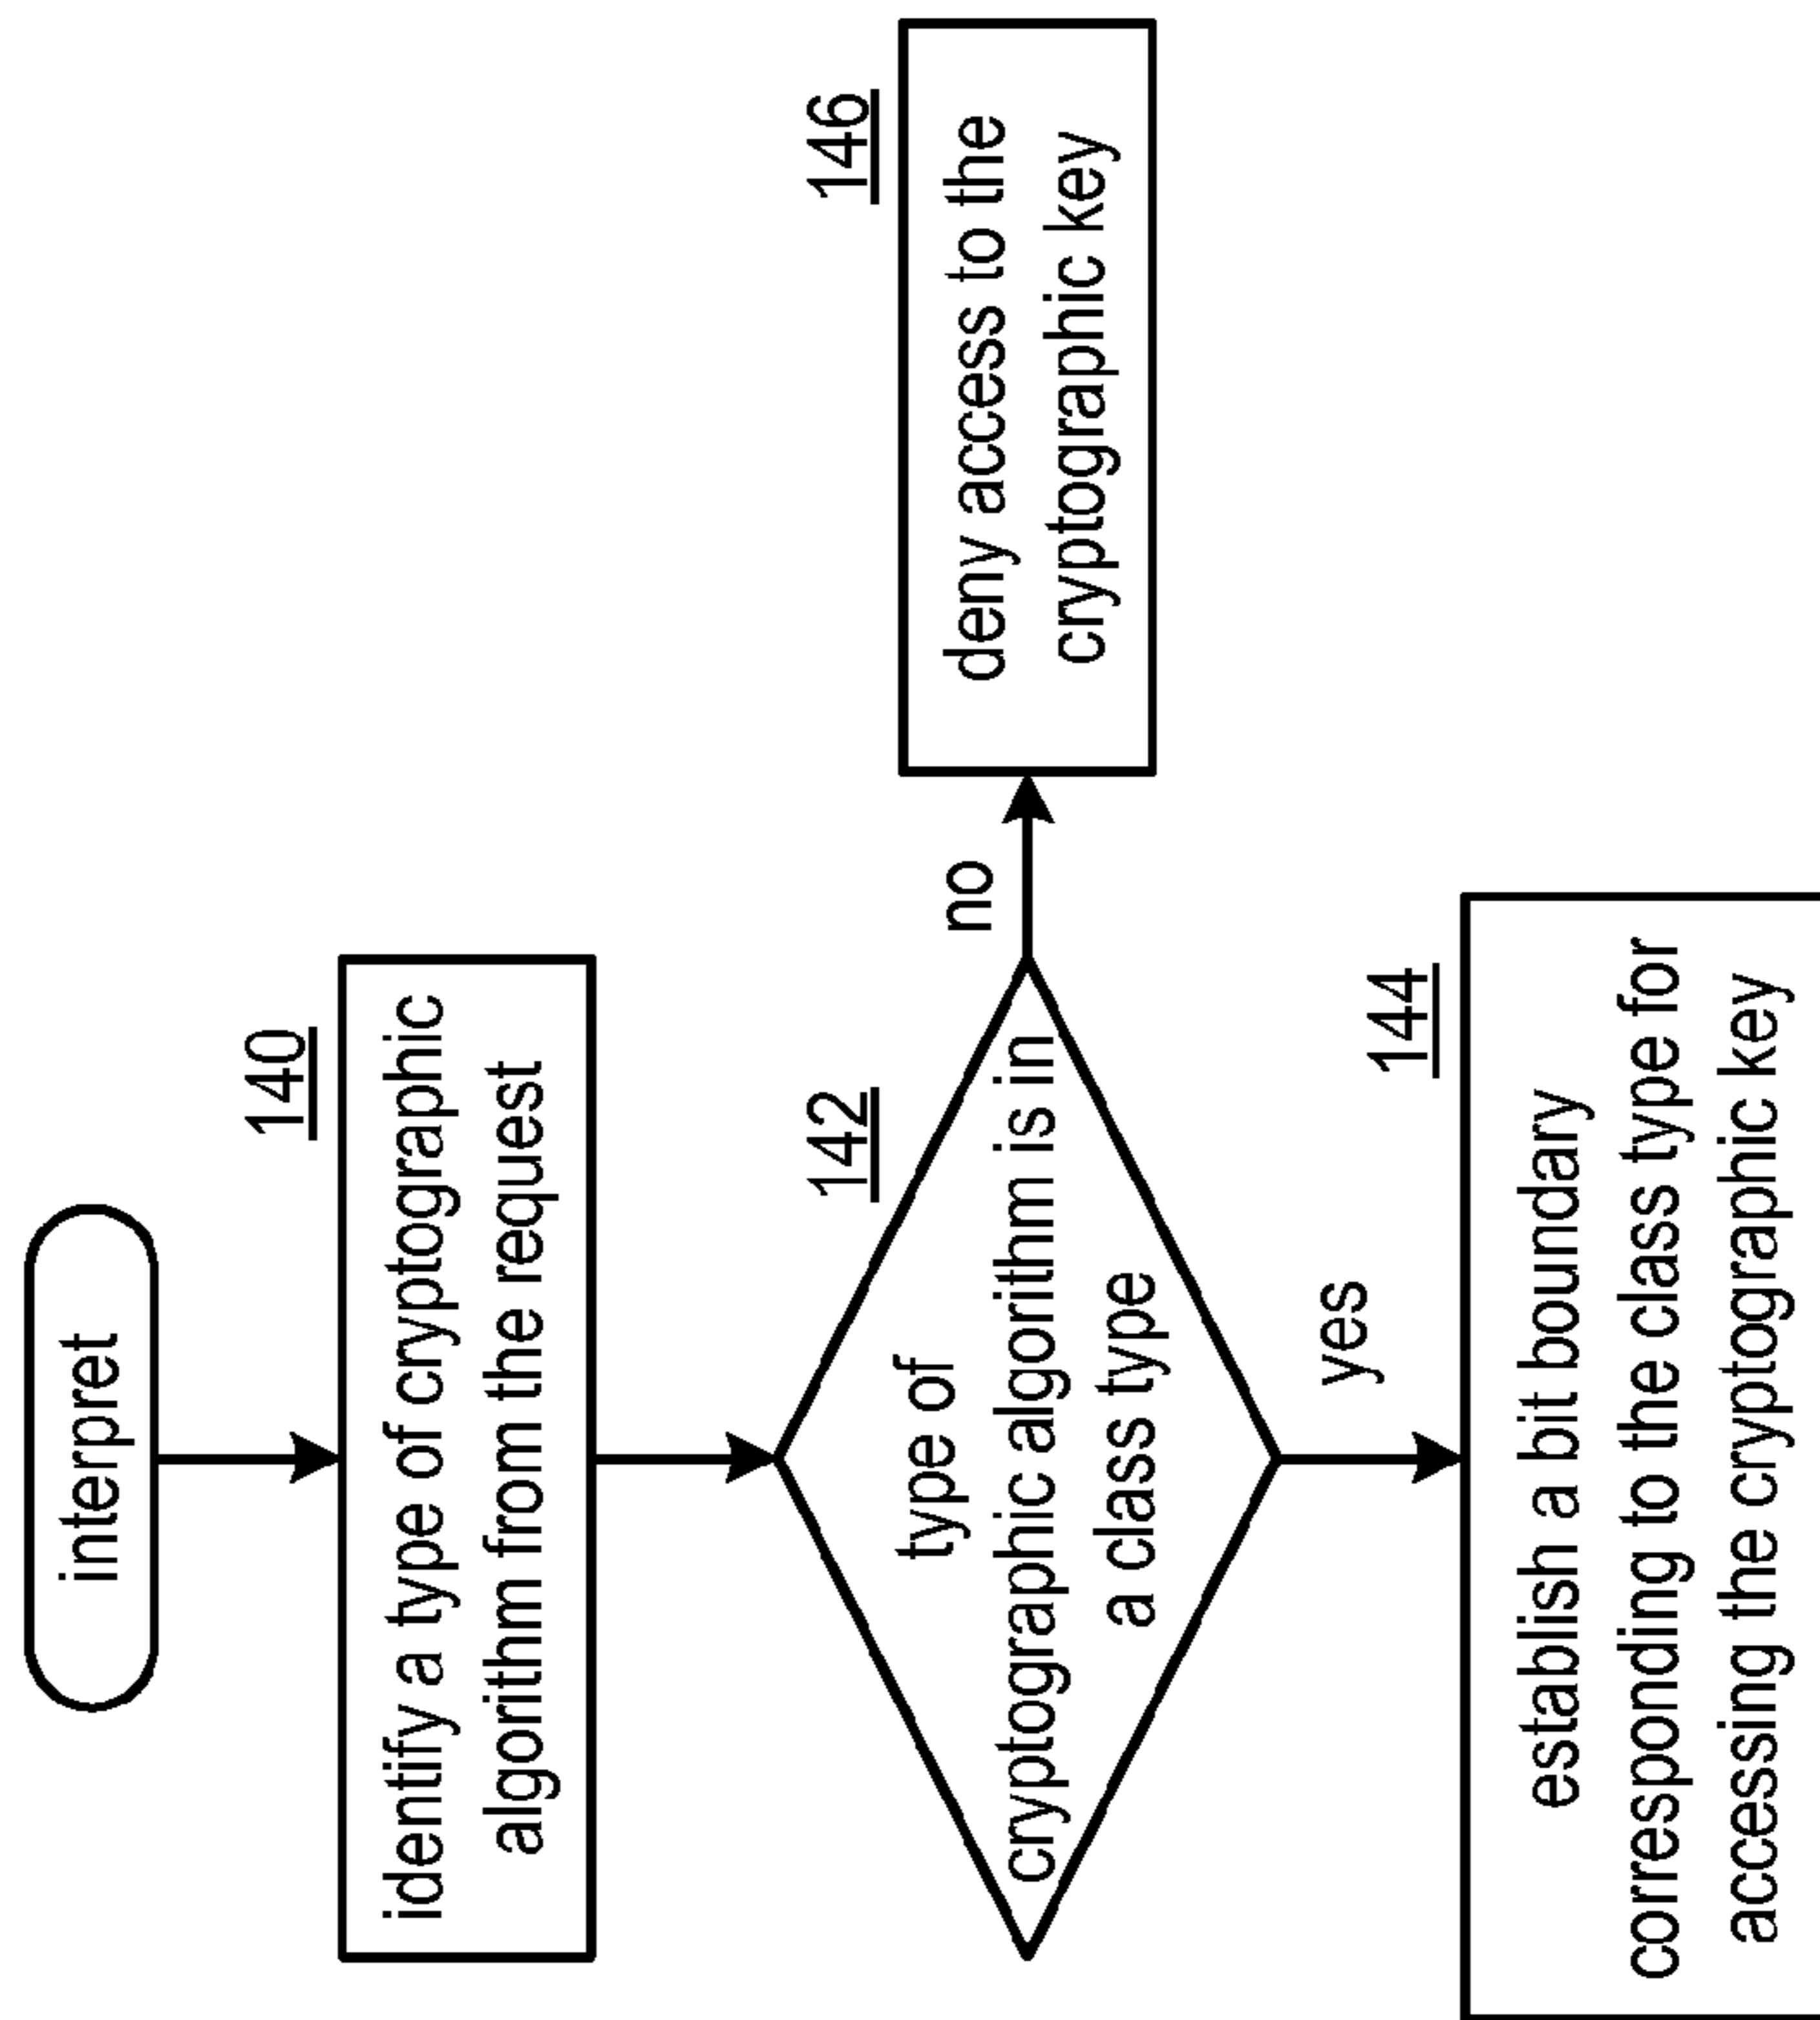 interpret
140
identify a type of cryptographic
algorithm from the request
142
type of
cryptographic algorithm is in
a class type
no
146
deny access to the
cryptographic key
yes
144
establish a bit boundary
corresponding to the class type for
accessing the cryptographic key